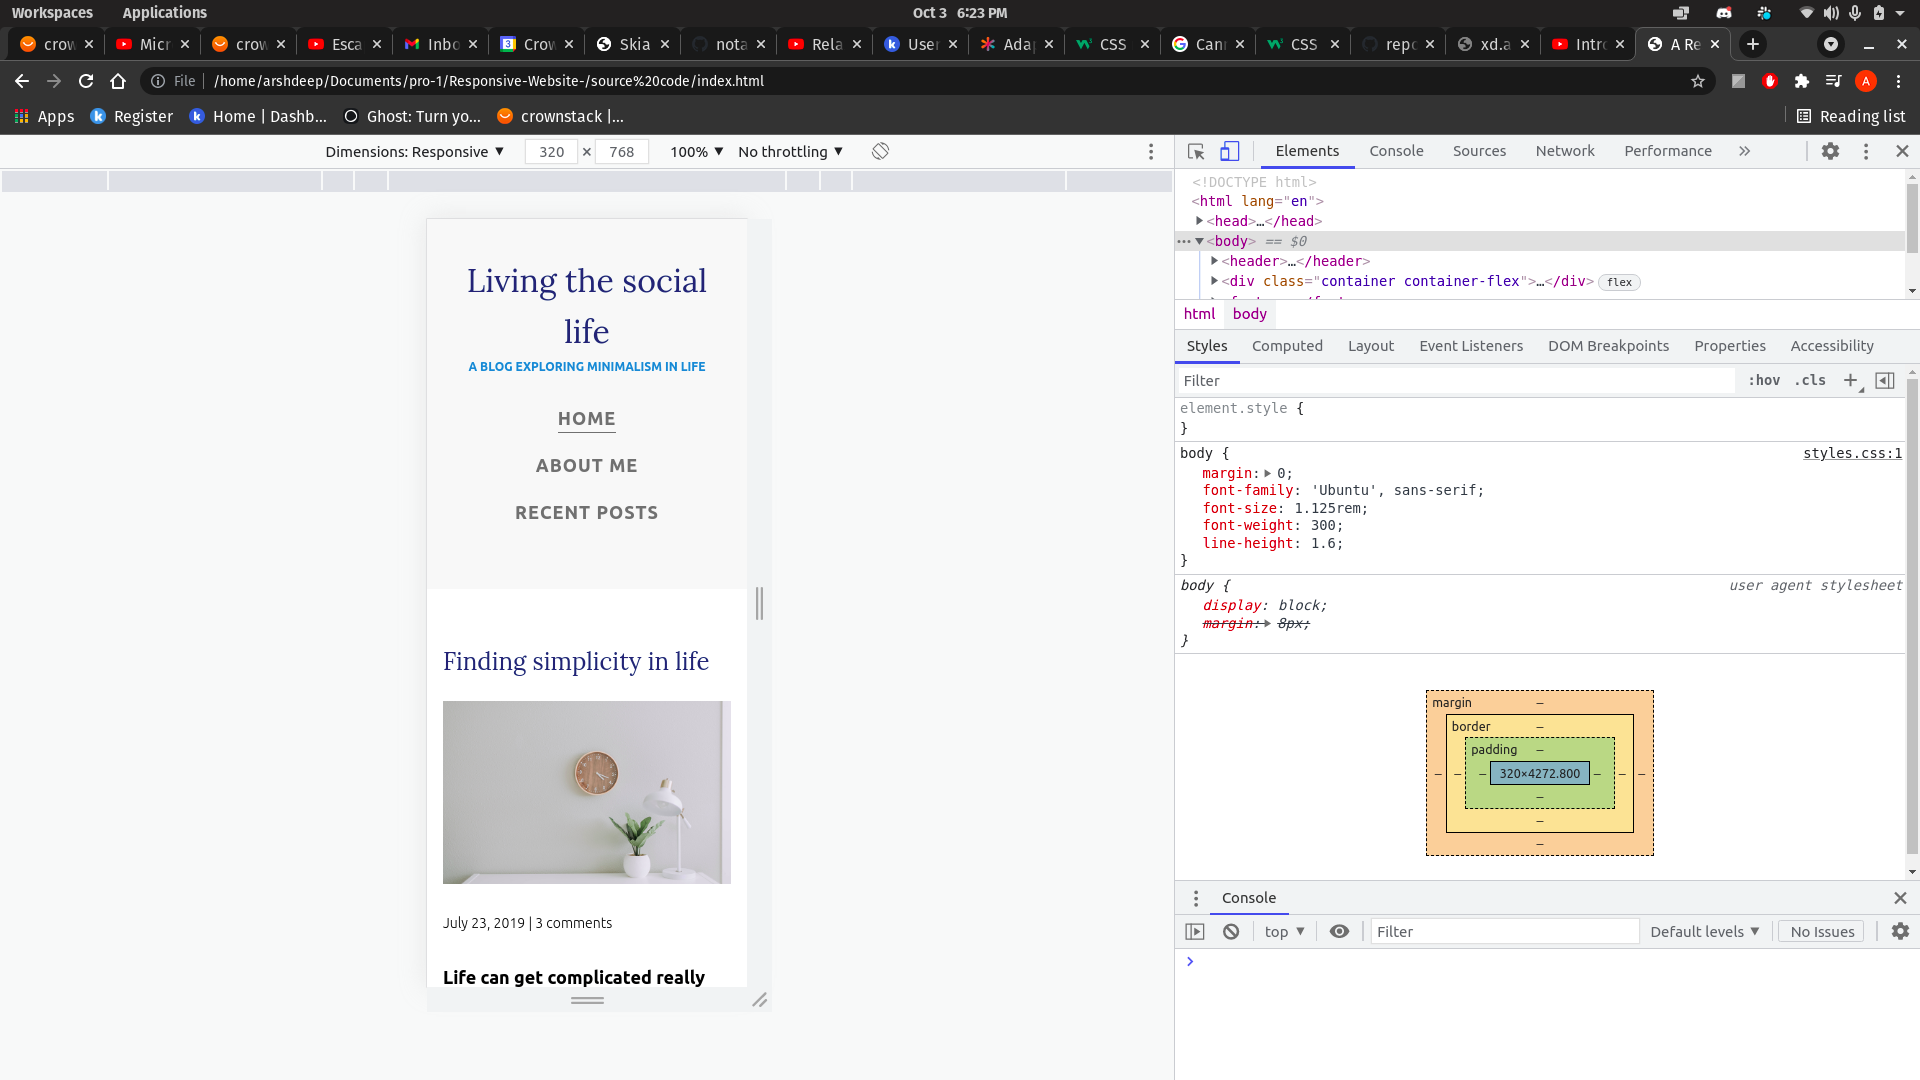 Workspaces Applications Oct 3 6:23 PM
crow Micr crow Esca Inbo Crow Skia nota Rela User Adap CSS Cann CSS repo xd.a Intro A Re
File /home/arshdeep/Documents/pro-1/Responsive-Website-/source%20code/index.html A
Apps Register Home | Dashb... Ghost: Turn yo... crownstack |... Reading list
Dimensions: Responsive 320 × 768 100% No throttling
Living the social
life
A BLOG EXPLORING MINIMALISM IN LIFE
HOME
ABOUT ME
RECENT POSTS
Finding simplicity in life
July 23, 2019 | 3 comments
Life can get complicated really
Elements Console Sources Network Performance »
<!DOCTYPE html>
<html lang="en">
<head>…</head>
<body> == $0
<header>…</header>
<div class="container container-flex">…</div> flex
html body
Styles Computed Layout Event Listeners DOM Breakpoints Properties Accessibility
Filter :hov .cls +
element.style {
}
body { styles.css:1
margin: 0;
font-family: 'Ubuntu', sans-serif;
font-size: 1.125rem;
font-weight: 300;
line-height: 1.6;
}
body { user agent stylesheet
display: block;
margin: 8px;
}
margin –
border –
padding –
– – – 320×4272.800 – – –
–
–
–
Console
top Filter Default levels No Issues